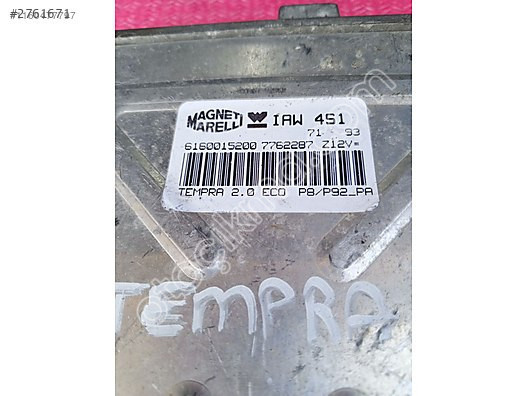 #2761671
MAGNETI
MARELLI
IAW 4S1
71 93
6160015200 7762287 Z12V=
TEMPRA 2.0 ECO P8/P92_PA
TEMPRA